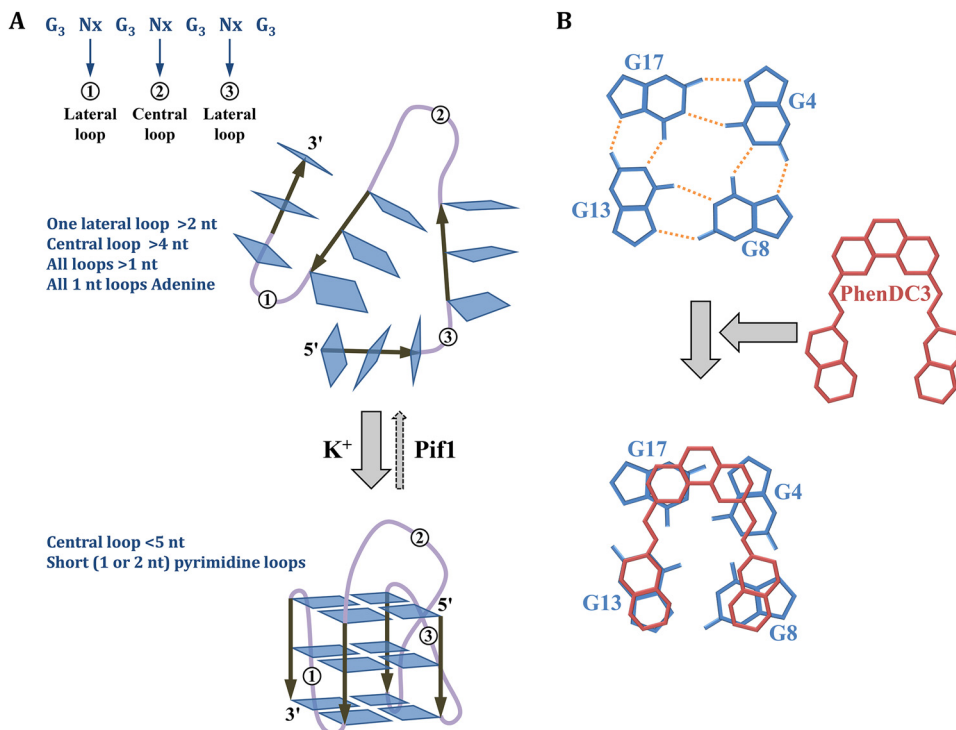 A
G3 Nx G3 Nx G3 Nx G3
① ② ③
Lateral loop Central loop Lateral loop
3'
②
One lateral loop >2 nt
Central loop >4 nt
All loops >1 nt
All 1 nt loops Adenine
①
5'
③
K+
Pif1
Central loop <5 nt
Short (1 or 2 nt) pyrimidine loops
②
5'
③
①
3'
B
G17
G4
G13
G8
PhenDC3
G17
G4
G13
G8